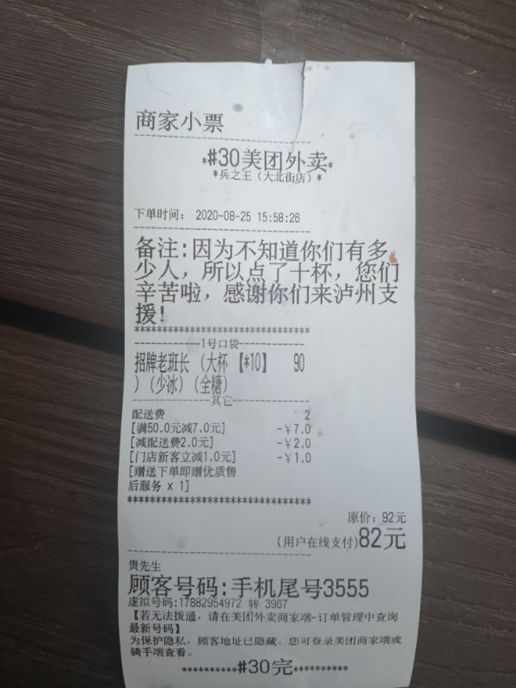 商家小票
*#30美团外卖*
*兵之王（大北街店）*
下单时间： 2020-08-25 15:58:26
备注:因为不知道你们有多
少人，所以点了十杯，您们
辛苦啦，感谢你们来泸州支
援!
1号口袋
招牌老班长 （大杯 【*10】 90
）（少冰）（全糖）
其它
配送费 2
[满50.0元减7.0元] -￥7.0
[减配送费2.0元] -￥2.0
[门店新客立减1.0元] -￥1.0
[赠送下单即赠优质售
后服务 x 1]
原价: 92元
(用户在线支付)82元
贵先生
顾客号码:手机尾号3555
虚拟号码:17882954972 转 3967
【若无法拨通，请在美团外卖商家端-订单管理中查询
最新号码】
为保护隐私，顾客地址已隐藏。您可登录美团商家端或
骑手端查看。
**********#30完**********